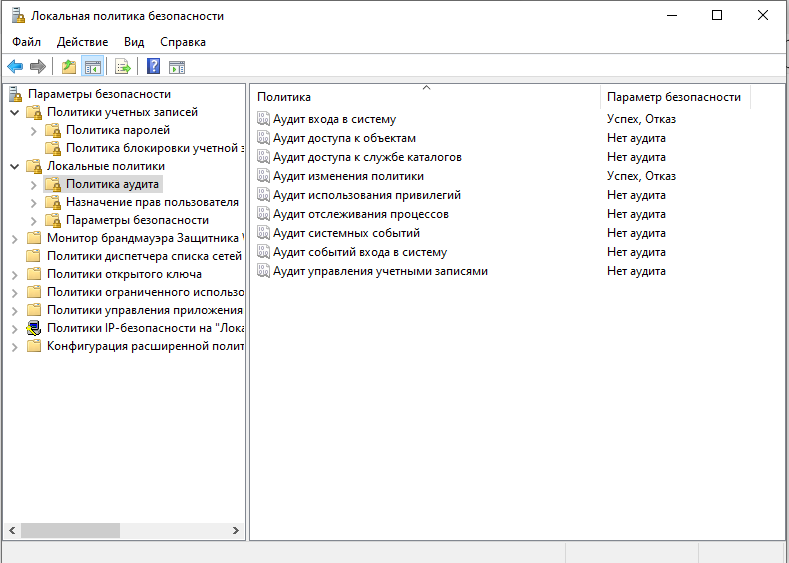 Локальная политика безопасности
Файл Действие Вид Справка
Параметры безопасности
Политики учетных записей
Политика паролей
Политика блокировки учетной з
Локальные политики
Политика аудита
Назначение прав пользователя
Параметры безопасности
Монитор брандмауэра Защитника
Политики диспетчера списка сетей
Политики открытого ключа
Политики ограниченного использо
Политики управления приложения
Политики IP-безопасности на "Лока
Конфигурация расширенной полит
Политика Параметр безопасности
Аудит входа в систему Успех, Отказ
Аудит доступа к объектам Нет аудита
Аудит доступа к службе каталогов Нет аудита
Аудит изменения политики Успех, Отказ
Аудит использования привилегий Нет аудита
Аудит отслеживания процессов Нет аудита
Аудит системных событий Нет аудита
Аудит событий входа в систему Нет аудита
Аудит управления учетными записями Нет аудита